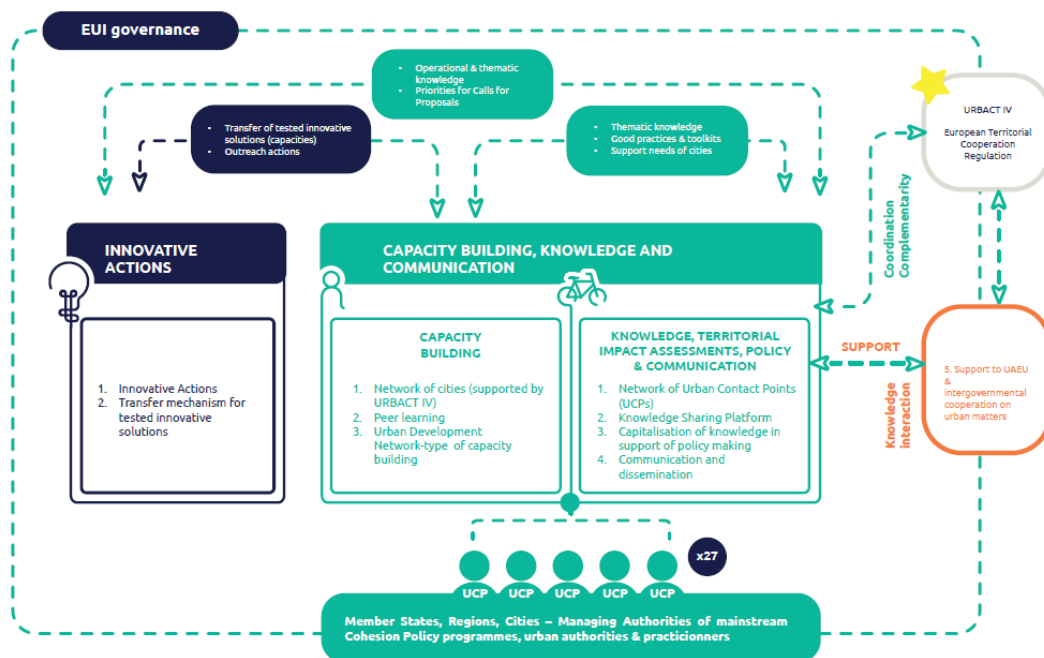 EUI governance
• Operational & thematic
knowledge
• Priorities for Calls for
Proposals
• Transfer of tested innovative
solutions (capacities)
• Outreach actions
• Thematic knowledge
• Good practices & toolkits
• Support needs of cities
URBACT IV
European Territorial
Cooperation
Regulation
Coordination
Complementarity
INNOVATIVE
ACTIONS
1. Innovative Actions
2. Transfer mechanism for
tested innovative
solutions
CAPACITY BUILDING, KNOWLEDGE AND
COMMUNICATION
CAPACITY
BUILDING
1. Network of cities (supported by
URBACT IV)
2. Peer learning
3. Urban Development
Network-type of capacity
building
KNOWLEDGE, TERRITORIAL
IMPACT ASSESSMENTS, POLICY
& COMMUNICATION
1. Network of Urban Contact Points
(UCPs)
2. Knowledge Sharing Platform
3. Capitalisation of knowledge in
support of policy making
4. Communication and
dissemination
SUPPORT
Knowledge
interaction
5. Support to UAEU
&
intergovernmental
cooperation on
urban matters
x27
UCP UCP UCP UCP UCP
Member States, Regions, Cities – Managing Authorities of mainstream
Cohesion Policy programmes, urban authorities & practicionners